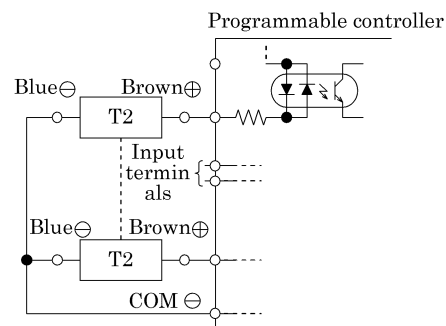 Programmable controller
Blue⊖ Brown⊕
T2
Input
termin
als
Blue⊖ Brown⊕
T2
COM ⊖